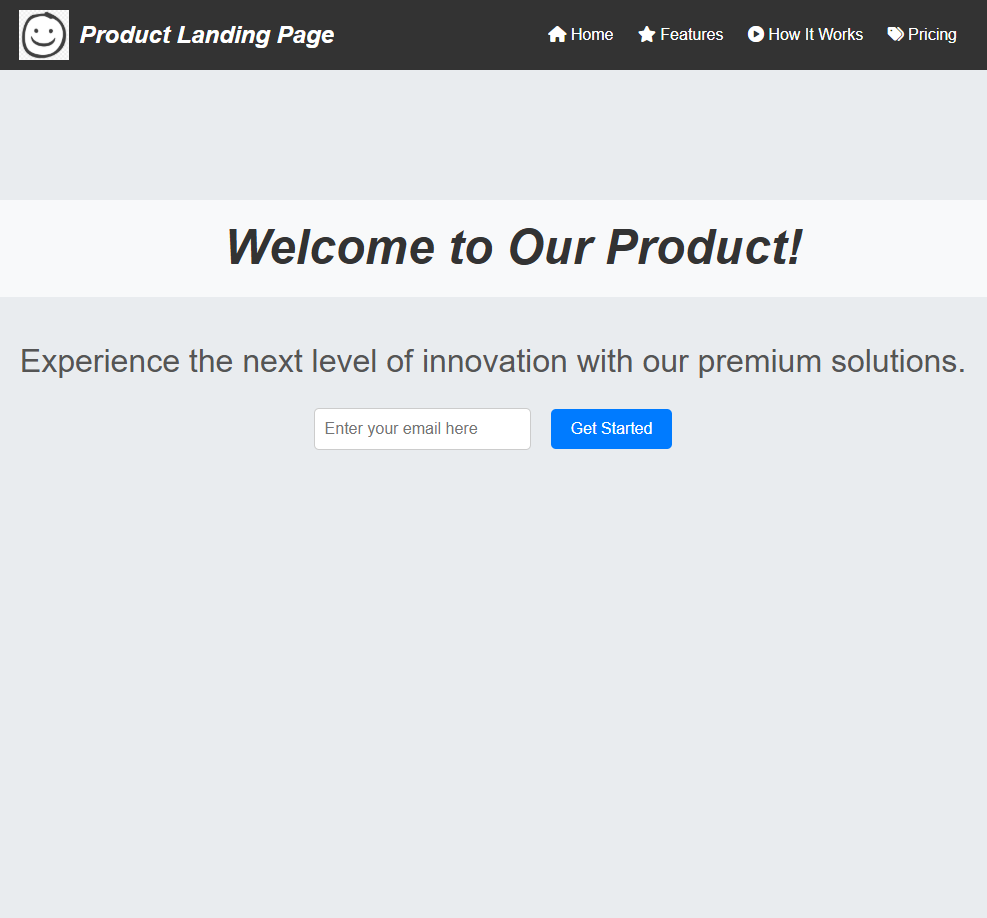 Product Landing Page
Home Features How It Works Pricing
Welcome to Our Product!
Experience the next level of innovation with our premium solutions.
Enter your email here
Get Started